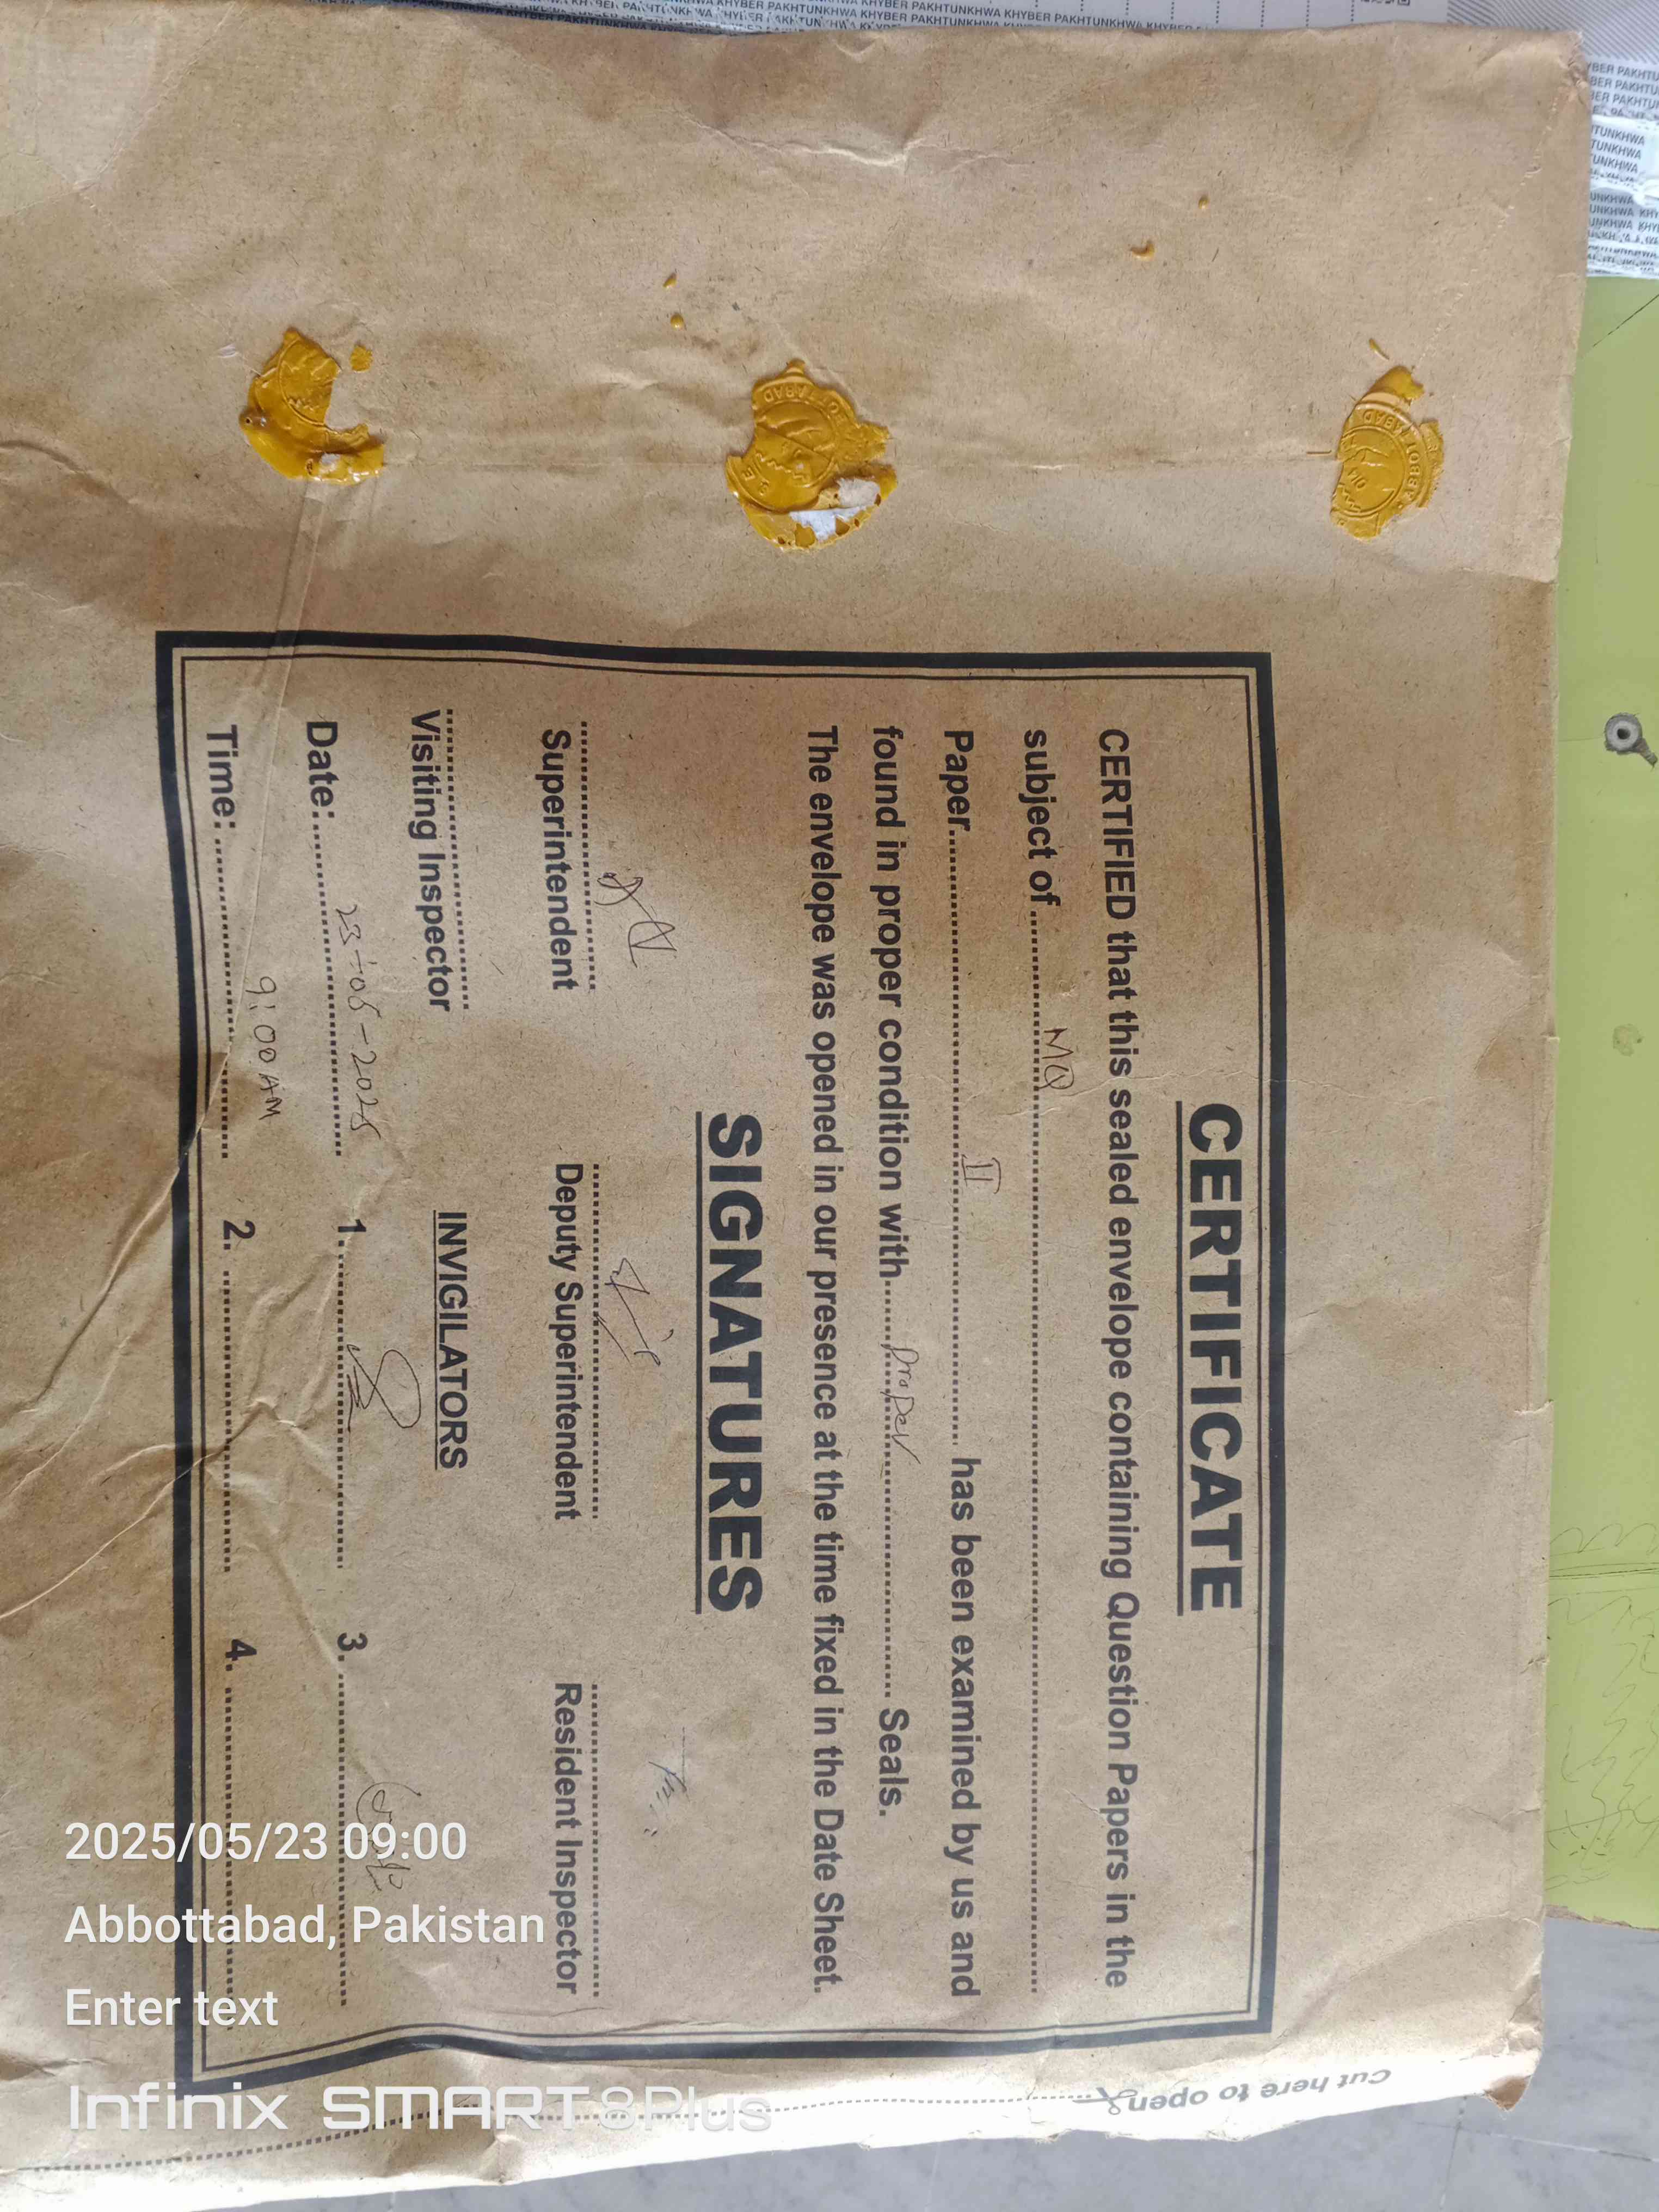 CERTIFICATE
CERTIFIED that this sealed envelope containing Question Papers in the
subject of MQ
Paper II has been examined by us and
found in proper condition with proper Seals.
The envelope was opened in our presence at the time fixed in the Date Sheet.
SIGNATURES
Superintendent Deputy Superintendent Resident Inspector
Visiting Inspector INVIGILATORS
Date: 23-05-2025 1. 3.
Time: 9:00 AM 2. 4.
Cut here to open
ABBOTTABAD
KHYBER PAKHTUNKHWA KHYBER PAKHTUNKHWA KHYBER PAKHTUNKHWA
2025/05/23 09:00
Abbottabad, Pakistan
Enter text
Infinix SMART 8 Plus